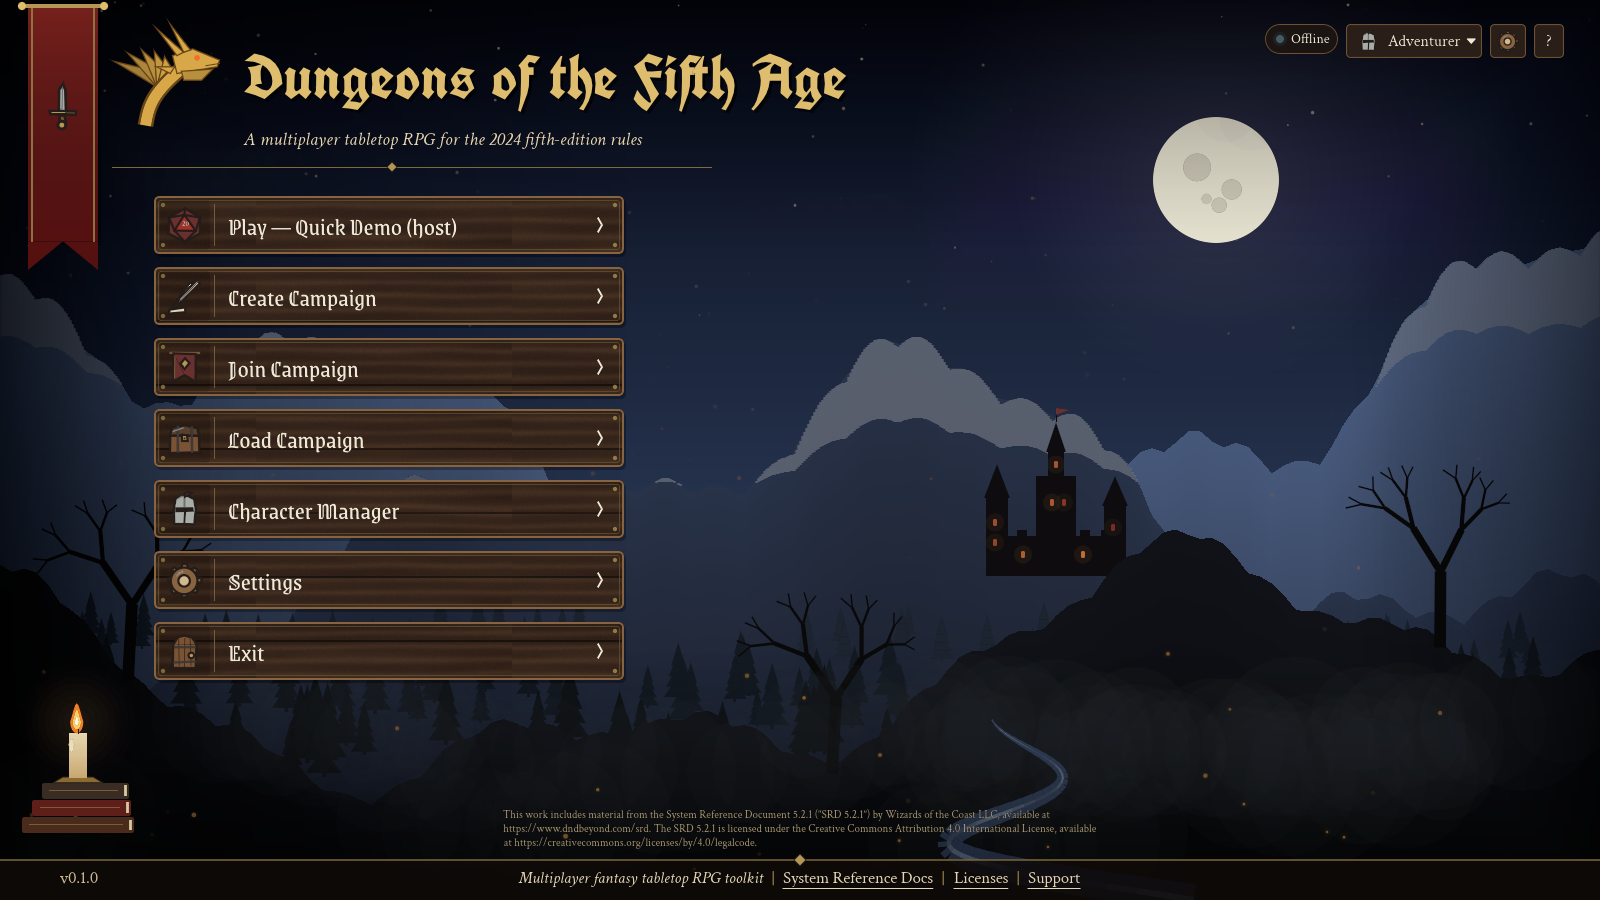 Dungeons of the Fifth Age
A multiplayer tabletop RPG for the 2024 fifth-edition rules
Offline
Adventurer
?
20
Play — Quick Demo (host)
Create Campaign
Join Campaign
Load Campaign
Character Manager
Settings
Exit
This work includes material from the System Reference Document 5.2.1 ("SRD 5.2.1") by Wizards of the Coast LLC, available at
https://www.dndbeyond.com/srd. The SRD 5.2.1 is licensed under the Creative Commons Attribution 4.0 International License, available
at https://creativecommons.org/licenses/by/4.0/legalcode.
v0.1.0
Multiplayer fantasy tabletop RPG toolkit | System Reference Docs | Licenses | Support